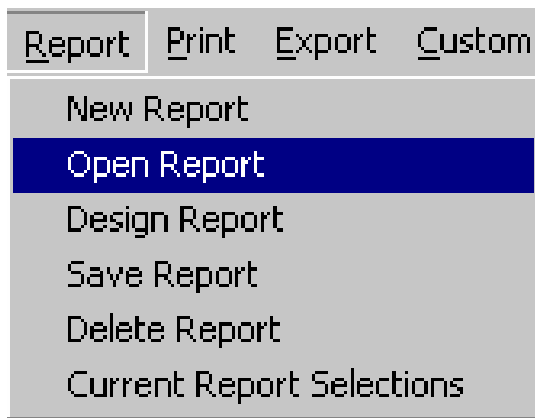 Report Print Export Custom
New Report
Open Report
Design Report
Save Report
Delete Report
Current Report Selections